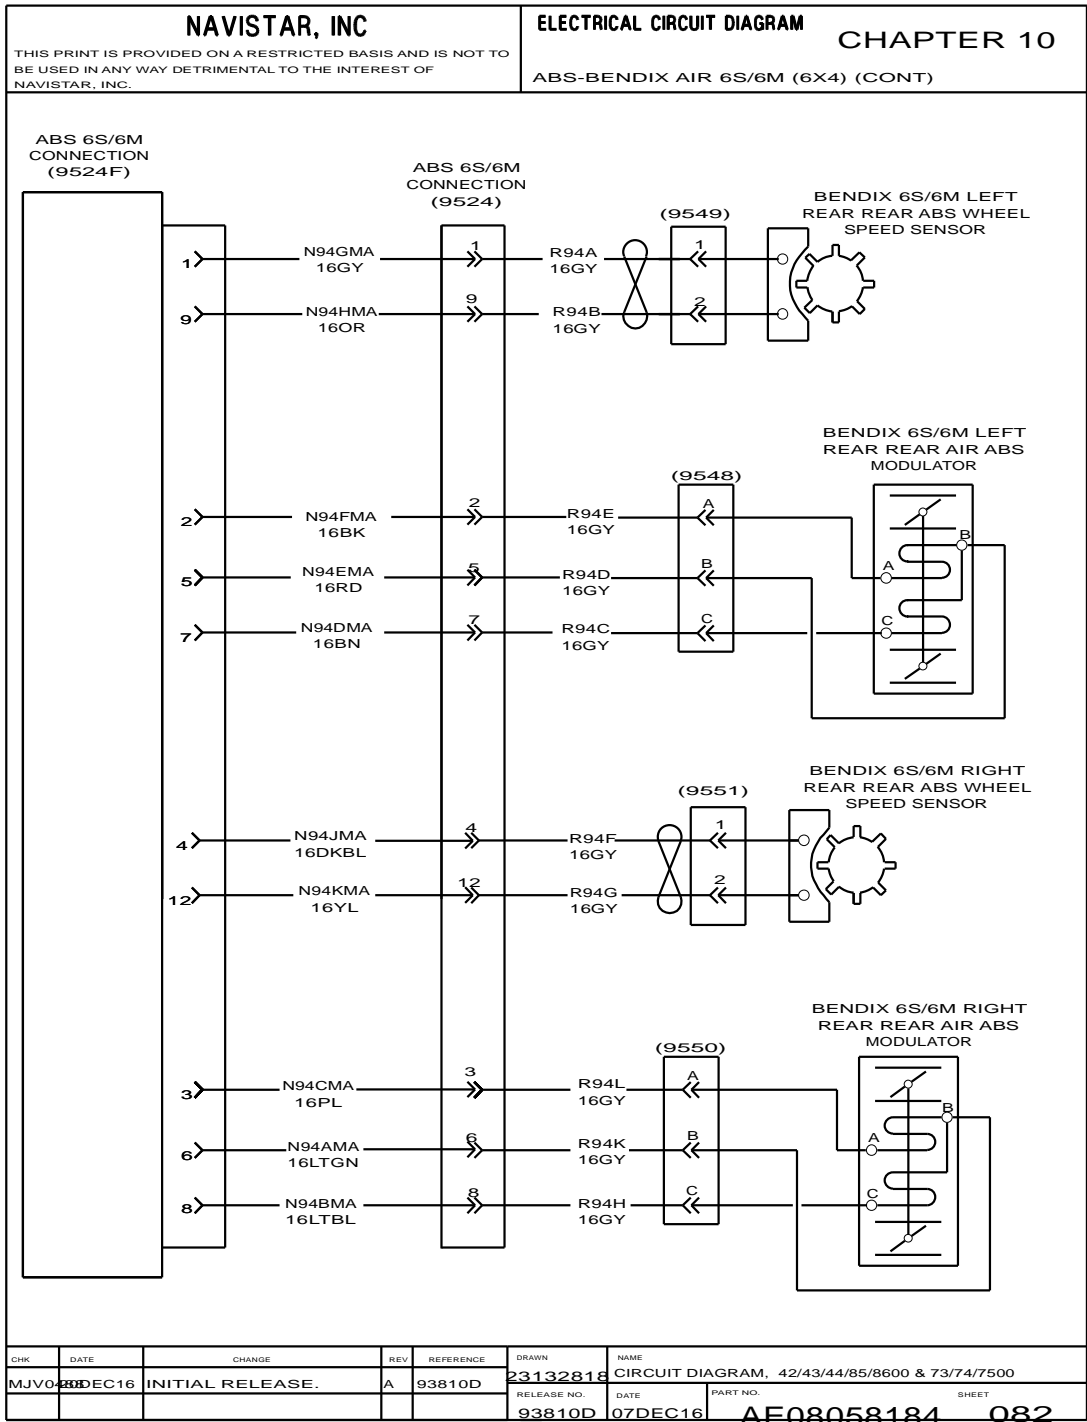 NAVISTAR, INC
THIS PRINT IS PROVIDED ON A RESTRICTED BASIS AND IS NOT TO
BE USED IN ANY WAY DETRIMENTAL TO THE INTEREST OF
NAVISTAR, INC.
ELECTRICAL CIRCUIT DIAGRAM
CHAPTER 10
ABS-BENDIX AIR 6S/6M (6X4) (CONT)
ABS 6S/6M
CONNECTION
(9524F)
ABS 6S/6M
CONNECTION
(9524)
(9549)
BENDIX 6S/6M LEFT
REAR REAR ABS WHEEL
SPEED SENSOR
1
N94GMA
16GY
1
R94A
16GY
1
9
N94HMA
16OR
9
R94B
16GY
2
BENDIX 6S/6M LEFT
REAR REAR AIR ABS
MODULATOR
(9548)
2
N94FMA
16BK
2
R94E
16GY
A
B
5
N94EMA
16RD
5
R94D
16GY
B
A
7
N94DMA
16BN
7
R94C
16GY
C
C
BENDIX 6S/6M RIGHT
REAR REAR ABS WHEEL
SPEED SENSOR
(9551)
4
N94JMA
16DKBL
4
R94F
16GY
1
12
N94KMA
16YL
12
R94G
16GY
2
BENDIX 6S/6M RIGHT
REAR REAR AIR ABS
MODULATOR
(9550)
3
N94CMA
16PL
3
R94L
16GY
A
B
6
N94AMA
16LTGN
6
R94K
16GY
B
A
8
N94BMA
16LTBL
8
R94H
16GY
C
C
CHK DATE CHANGE REV REFERENCE
DEC16 INITIAL RELEASE. A 93810D
DRAWN
23132818
NAME
CIRCUIT DIAGRAM, 42/43/44/85/8600 & 73/74/7500
RELEASE NO.
93810D
DATE
07DEC16
PART NO.
AF08058184
SHEET
082